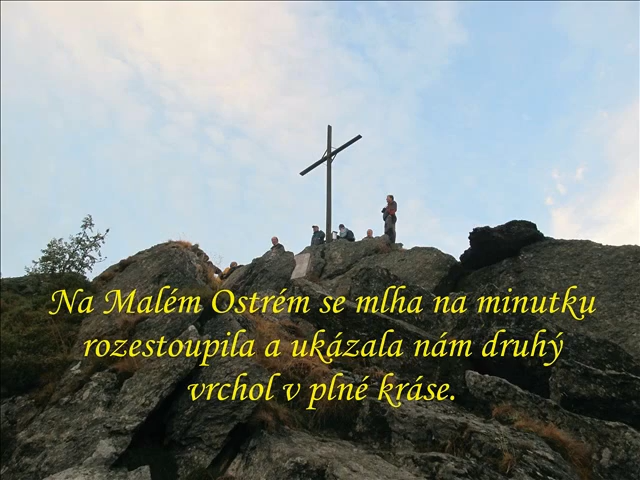 Na Malém Ostrém se mlha na minutku
rozestoupila a ukázala nám druhý
vrchol v plné kráse.